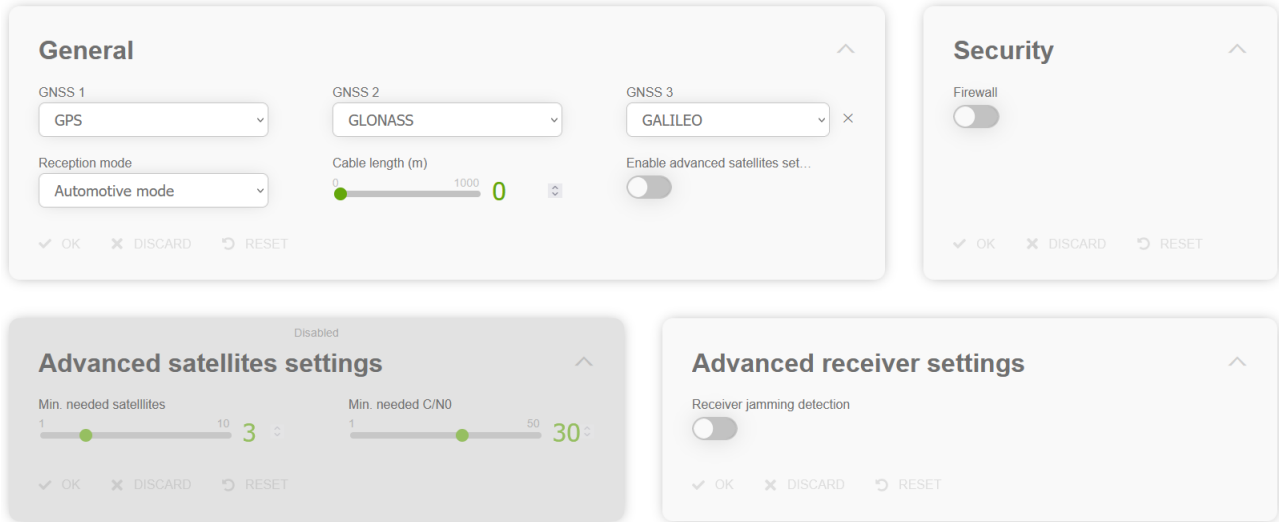 General
GNSS 1
GPS
GNSS 2
GLONASS
GNSS 3
GALILEO
Reception mode
Automotive mode
Cable length (m)
0 1000 0
Enable advanced satellites set...
OK DISCARD RESET
Security
Firewall
OK DISCARD RESET
Disabled
Advanced satellites settings
Min. needed satelllites
1 10 3
Min. needed C/N0
1 50 30
OK DISCARD RESET
Advanced receiver settings
Receiver jamming detection
OK DISCARD RESET